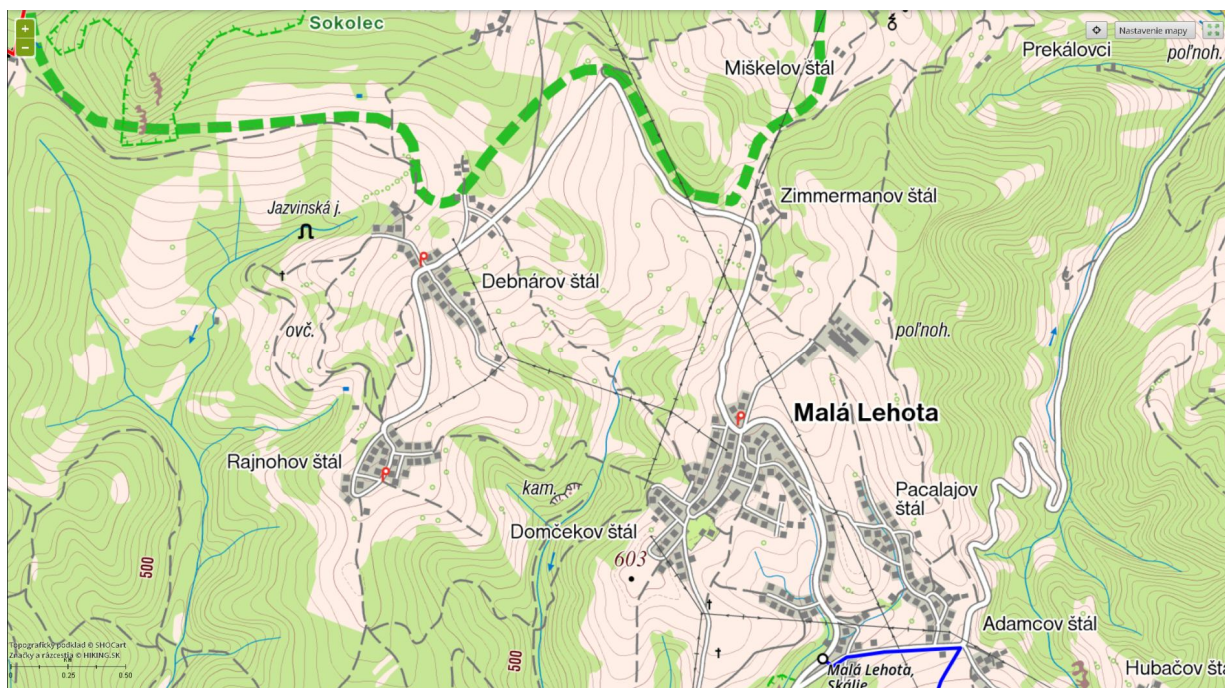 Sokolec
+
−
Nastavenie mapy
Prekálovci
poľnoh.
Miškelov štál
Zimmermanov štál
Jazvinská j.
Debnárov štál
ovč.
poľnoh.
Malá Lehota
Rajnohov štál
kam.
Pacalajov
štál
Domčekov štál
603
500
500
Adamcov štál
Topografický podklad © SHOCart
Značky a rázcestia © HIKING.SK
0 0.25 0.50
Malá Lehota,
Skálie
Hubačov šta